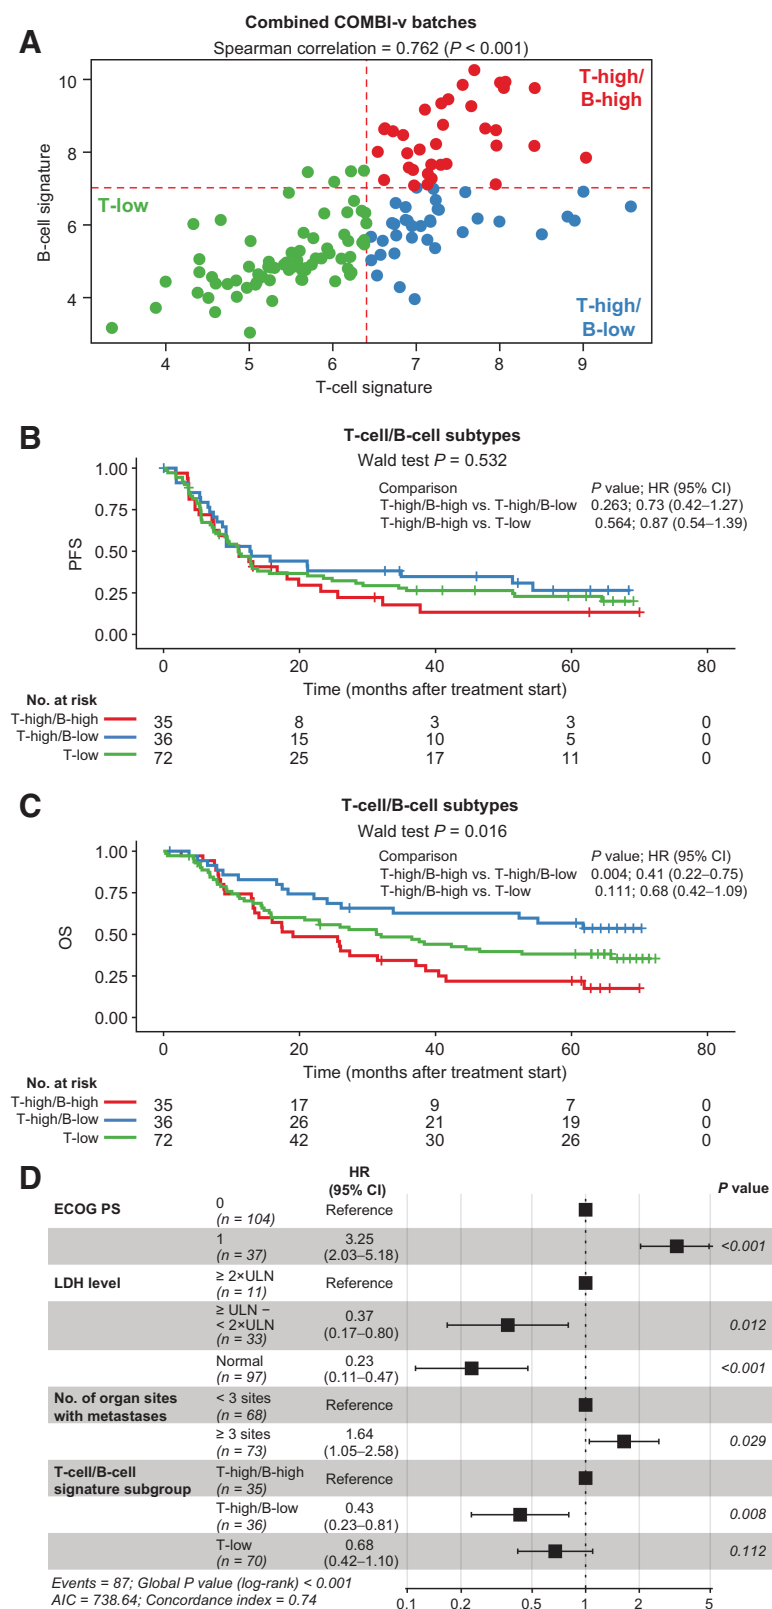 A
Combined COMBI-v batches
Spearman correlation = 0.762 (P < 0.001)
T-high/
B-high
T-low
T-high/
B-low
B-cell signature
10
8
6
4
4 5 6 7 8 9
T-cell signature
B
T-cell/B-cell subtypes
Wald test P = 0.532
Comparison P value; HR (95% CI)
T-high/B-high vs. T-high/B-low 0.263; 0.73 (0.42–1.27)
T-high/B-high vs. T-low 0.564; 0.87 (0.54–1.39)
PFS
1.00
0.75
0.50
0.25
0.00
0 20 40 60 80
Time (months after treatment start)
No. at risk
T-high/B-high 35 8 3 3 0
T-high/B-low 36 15 10 5 0
T-low 72 25 17 11 0
C
T-cell/B-cell subtypes
Wald test P = 0.016
Comparison P value; HR (95% CI)
T-high/B-high vs. T-high/B-low 0.004; 0.41 (0.22–0.75)
T-high/B-high vs. T-low 0.111; 0.68 (0.42–1.09)
OS
1.00
0.75
0.50
0.25
0.00
0 20 40 60 80
Time (months after treatment start)
No. at risk
T-high/B-high 35 17 9 7 0
T-high/B-low 36 26 21 19 0
T-low 72 42 30 26 0
D
HR
(95% CI)
P value
ECOG PS 0 Reference
(n = 104)
1 3.25 <0.001
(n = 37) (2.03–5.18)
LDH level ≥ 2×ULN Reference
(n = 11)
≥ ULN –
< 2×ULN 0.37 0.012
(n = 33) (0.17–0.80)
Normal 0.23 <0.001
(n = 97) (0.11–0.47)
No. of organ sites < 3 sites Reference
with metastases (n = 68)
≥ 3 sites 1.64 0.029
(n = 73) (1.05–2.58)
T-cell/B-cell T-high/B-high Reference
signature subgroup (n = 35)
T-high/B-low 0.43 0.008
(n = 36) (0.23–0.81)
T-low 0.68 0.112
(n = 70) (0.42–1.10)
Events = 87; Global P value (log-rank) < 0.001
AIC = 738.64; Concordance index = 0.74
0.1 0.2 0.5 1 2 5